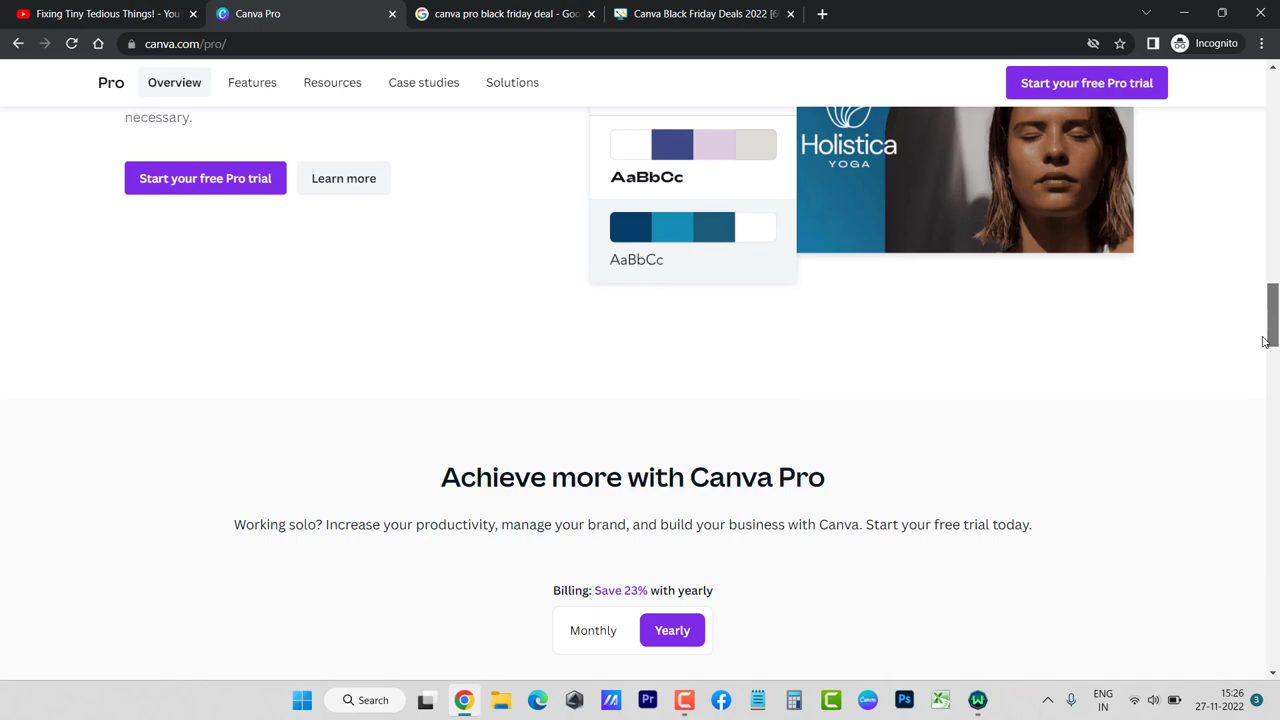 Fixing Tiny Tedious Things! - You
Canva Pro
canva pro black friday deal - Goo
Canva Black Friday Deals 2022 [6
canva.com/pro/
Incognito
Pro
Overview
Features
Resources
Case studies
Solutions
Start your free Pro trial
necessary.
Start your free Pro trial
Learn more
AaBbCc
AaBbCc
Holistica
YOGA
Achieve more with Canva Pro
Working solo? Increase your productivity, manage your brand, and build your business with Canva. Start your free trial today.
Billing: Save 23% with yearly
Monthly
Yearly
Search
ENG
IN
15:26
27-11-2022
3